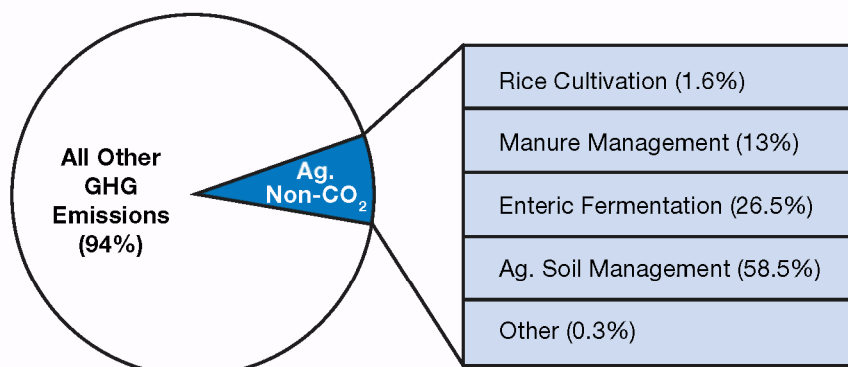 All Other
GHG
Emissions
(94%)
Ag.
Non-CO₂
Rice Cultivation (1.6%)
Manure Management (13%)
Enteric Fermentation (26.5%)
Ag. Soil Management (58.5%)
Other (0.3%)